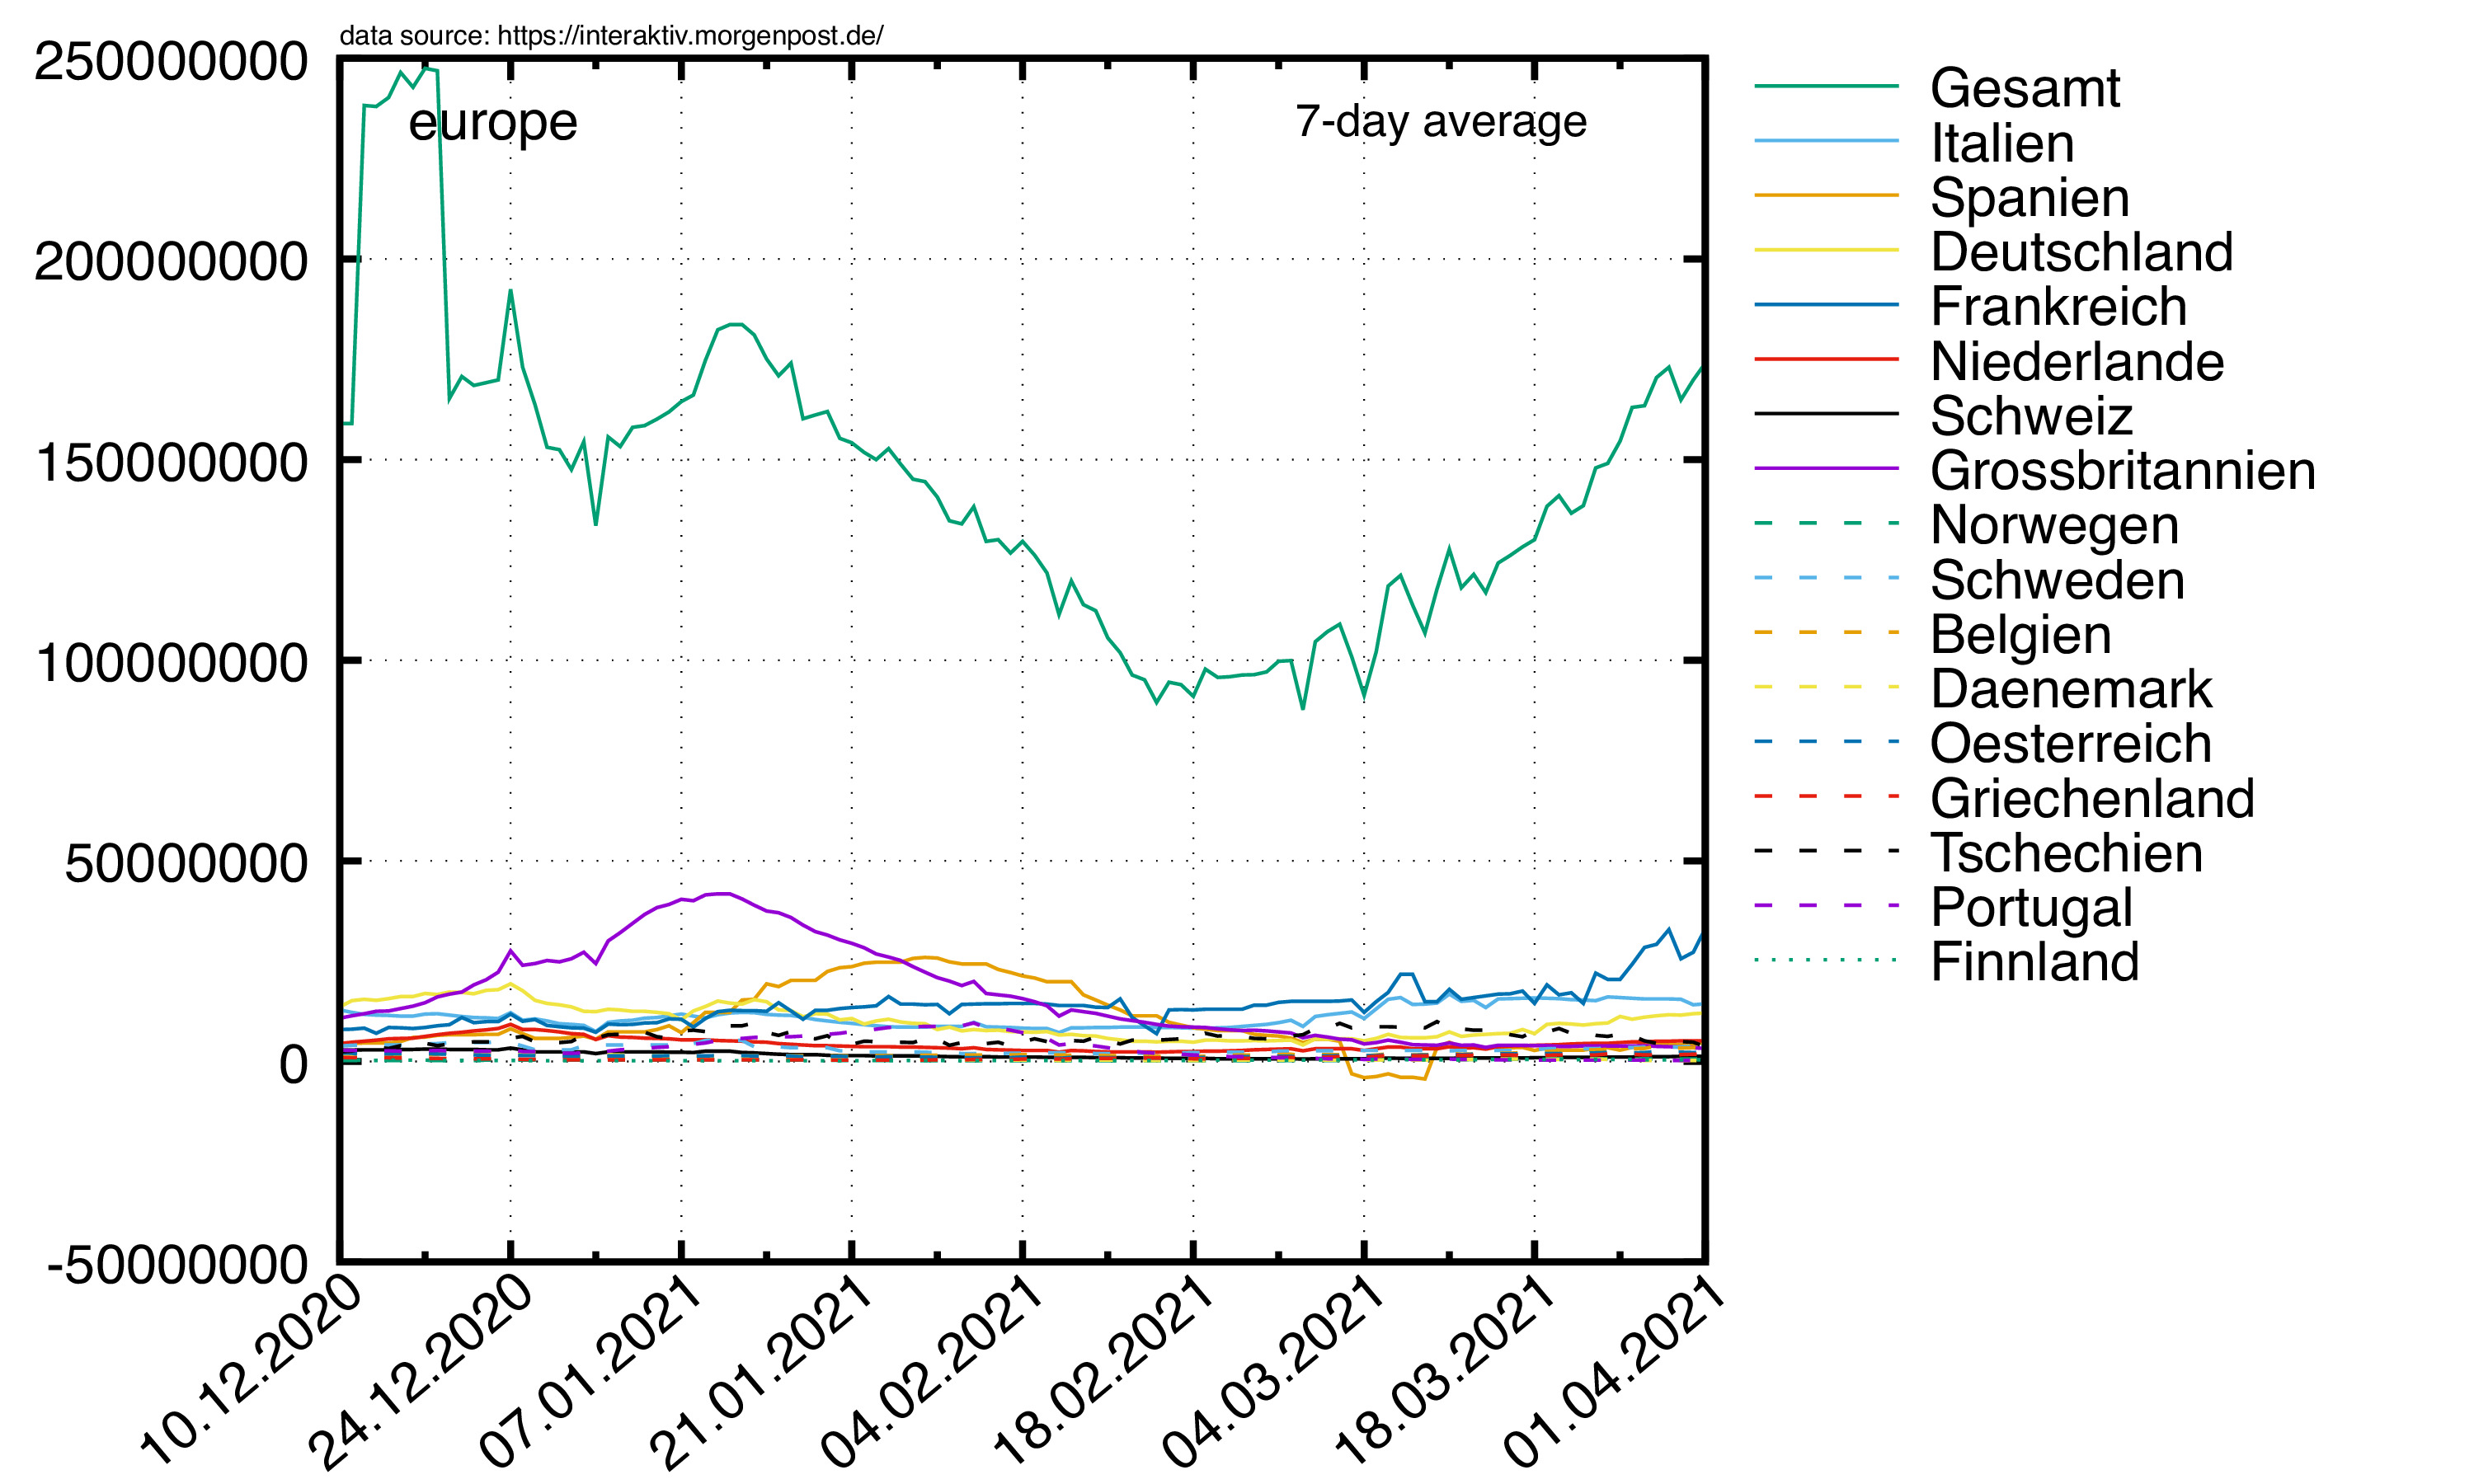 data source: https://interaktiv.morgenpost.de/
europe
7-day average
250000000
200000000
150000000
100000000
50000000
0
-50000000
10.12.2020
24.12.2020
07.01.2021
21.01.2021
04.02.2021
18.02.2021
04.03.2021
18.03.2021
01.04.2021
Gesamt
Italien
Spanien
Deutschland
Frankreich
Niederlande
Schweiz
Grossbritannien
Norwegen
Schweden
Belgien
Daenemark
Oesterreich
Griechenland
Tschechien
Portugal
Finnland